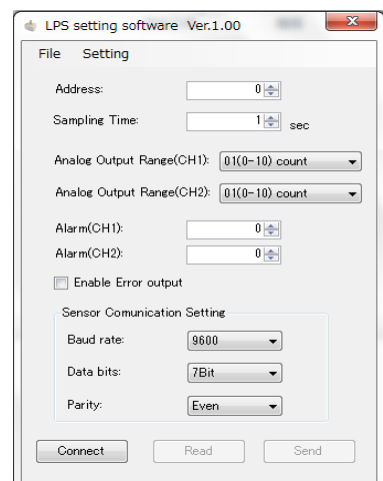 LPS setting software Ver.1.00
File Setting
Address: 0
Sampling Time: 1 sec
Analog Output Range(CH1): 01(0-10) count
Analog Output Range(CH2): 01(0-10) count
Alarm(CH1): 0
Alarm(CH2): 0
Enable Error output
Sensor Comunication Setting
Baud rate: 9600
Data bits: 7Bit
Parity: Even
Connect Read Send